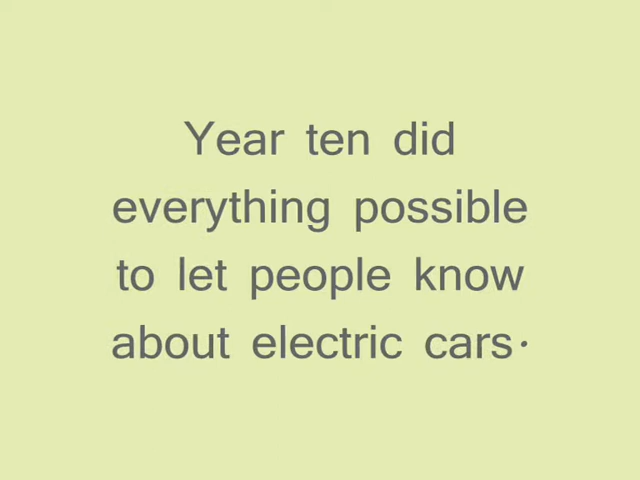 Year ten did
everything possible
to let people know
about electric cars.